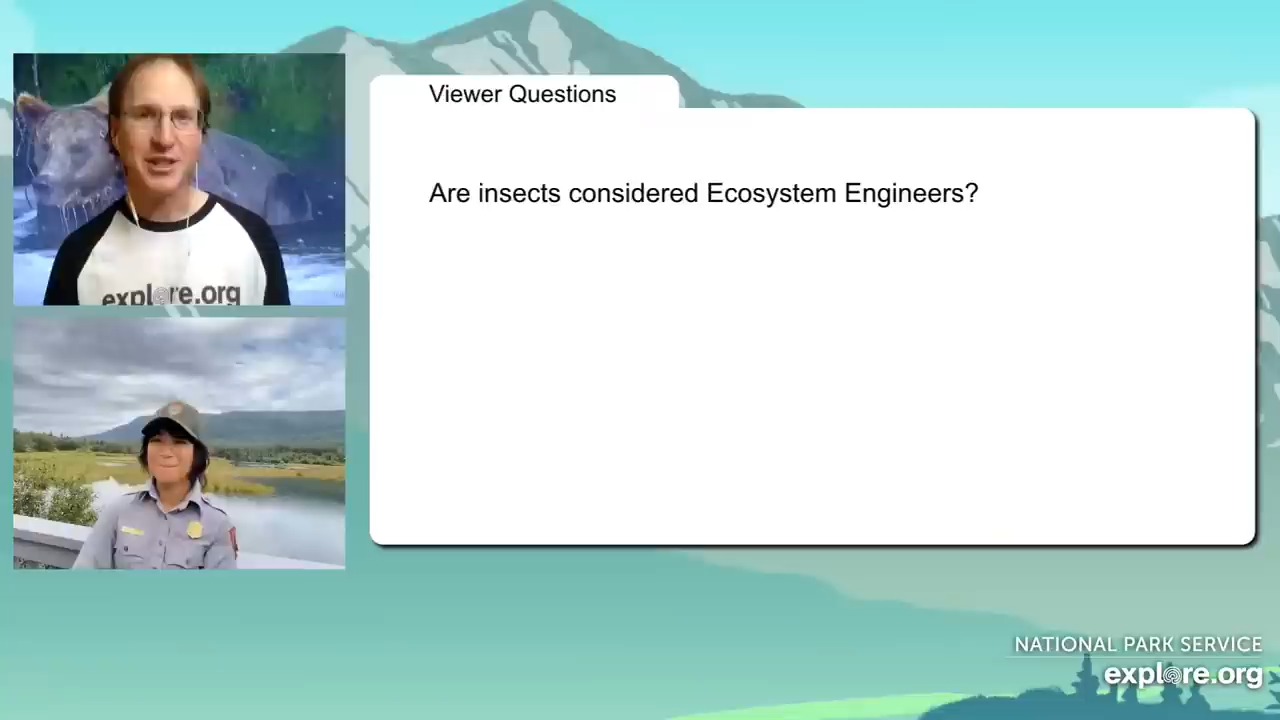 Viewer Questions
Are insects considered Ecosystem Engineers?
explore.org
NATIONAL PARK SERVICE
explore.org